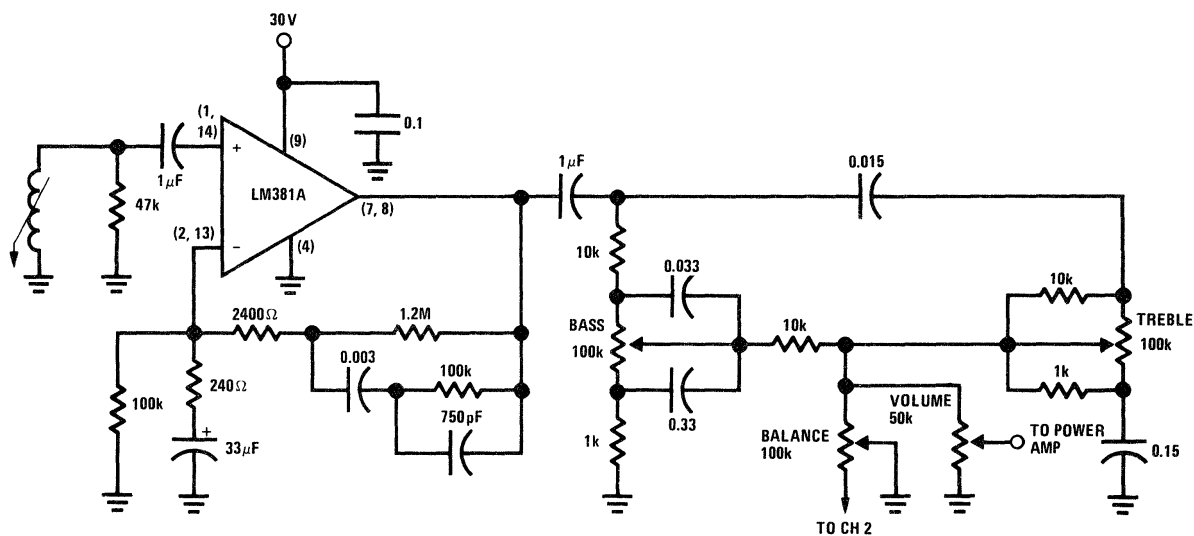 30V
(1,
14)
(9)
0.1
+
1μF
LM381A
47k
(7, 8)
1μF
0.015
(2, 13)
−
(4)
10k
0.033
10k
2400Ω
1.2M
BASS
100k
10k
TREBLE
100k
0.003
100k
1k
240Ω
100k
750pF
0.33
VOLUME
50k
+
33μF
1k
BALANCE
100k
TO POWER
AMP
0.15
TO CH 2